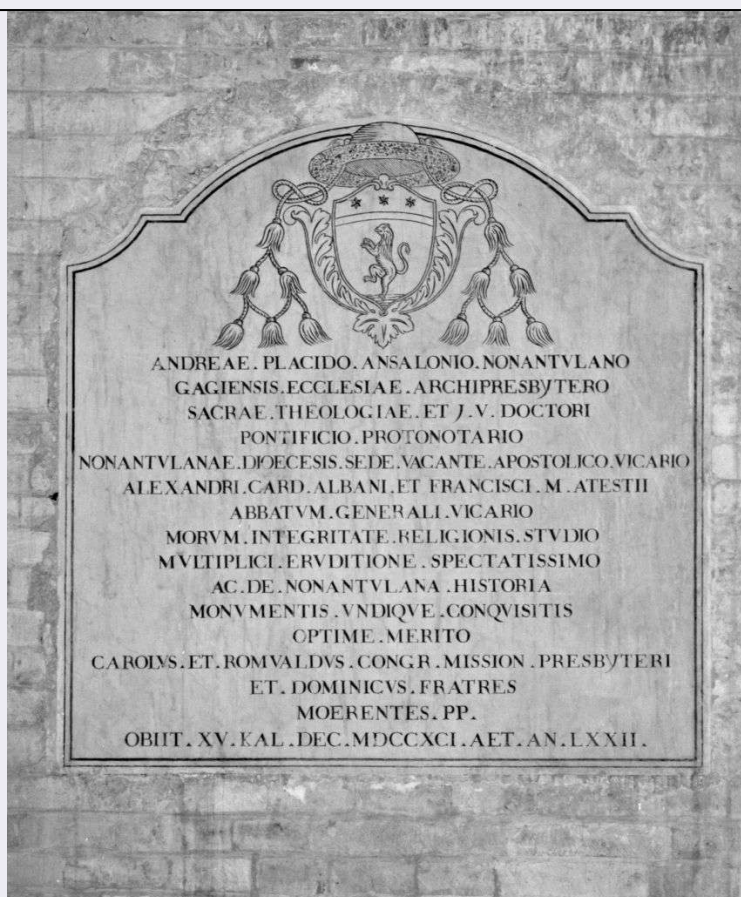 ANDREAE . PLACIDO . ANSALONIO . NONANTVLANO
GAGIENSIS . ECCLESIAE . ARCHIPRESBYTERO
SACRAE . THEOLOGIAE . ET J . V . DOCTORI
PONTIFICIO . PROTONOTARIO
NONANTVLANAE . DIOECESIS . SEDE . VACANTE . APOSTOLICO . VICARIO
ALEXANDRI . CARD . ALBANI . ET FRANCISCI . M . ATESTII
ABBATVM . GENERALI . VICARIO
MORVM . INTEGRITATE . RELIGIONIS . STVDIO
MVLTIPLICI . ERVDITIONE . SPECTATISSIMO
AC . DE . NONANTVLANA . HISTORIA
MONVMENTIS . VNDIQVE . CONQVISITIS
OPTIME . MERITO
CAROLVS . ET . ROMVALDVS . CONGR . MISSION . PRESBYTERI
ET . DOMINICVS . FRATRES
MOERENTES . PP .
OBIIT . XV . KAL . DEC . MDCCXCI . AET . AN . LXXII .